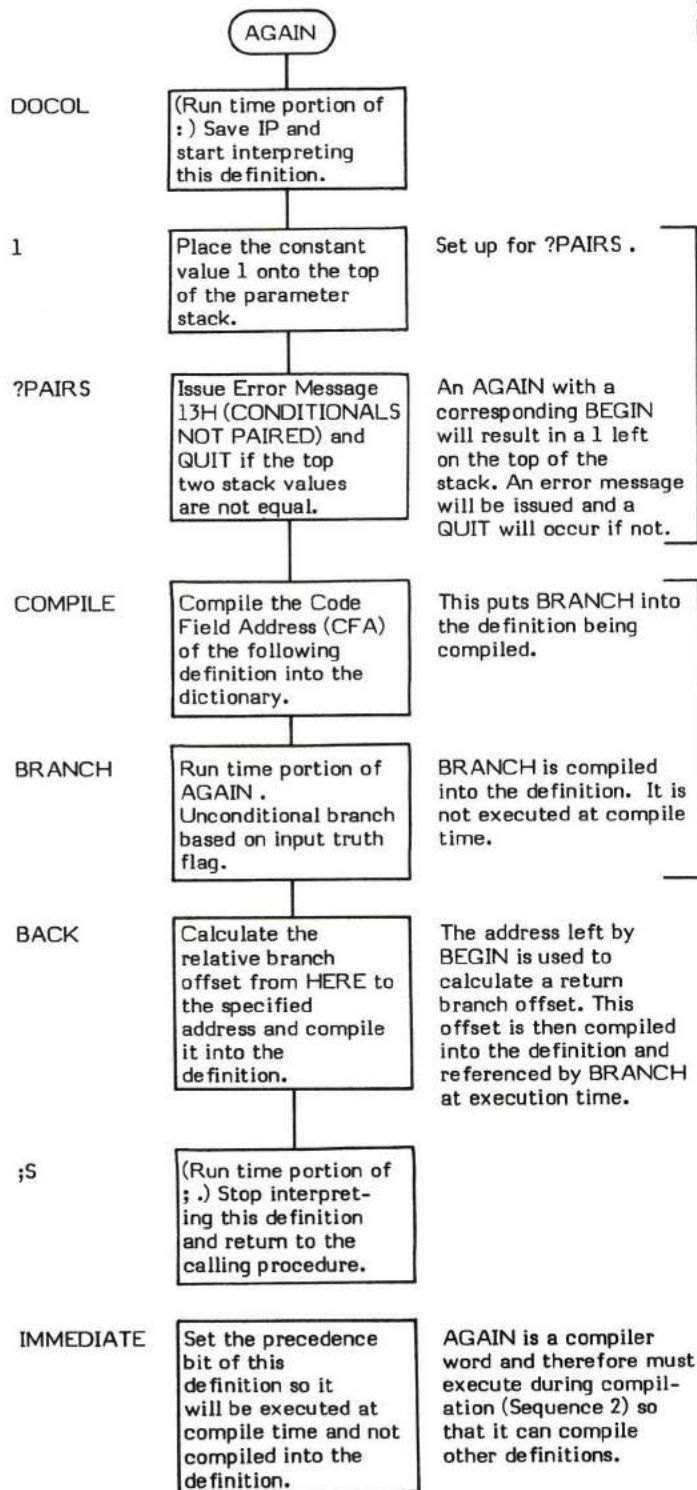 AGAIN
DOCOL
(Run time portion of
: ) Save IP and
start interpreting
this definition.
1
Place the constant
value 1 onto the top
of the parameter
stack.
Set up for ?PAIRS .
?PAIRS
Issue Error Message
13H (CONDITIONALS
NOT PAIRED) and
QUIT if the top
two stack values
are not equal.
An AGAIN with a
corresponding BEGIN
will result in a 1 left
on the top of the
stack. An error message
will be issued and a
QUIT will occur if not.
COMPILE
Compile the Code
Field Address (CFA)
of the following
definition into the
dictionary.
This puts BRANCH into
the definition being
compiled.
BRANCH
Run time portion of
AGAIN .
Unconditional branch
based on input truth
flag.
BRANCH is compiled
into the definition. It is
not executed at compile
time.
BACK
Calculate the
relative branch
offset from HERE to
the specified
address and compile
it into the
definition.
The address left by
BEGIN is used to
calculate a return
branch offset. This
offset is then compiled
into the definition and
referenced by BRANCH
at execution time.
;S
(Run time portion of
; .) Stop interpret-
ing this definition
and return to the
calling procedure.
IMMEDIATE
Set the precedence
bit of this
definition so it
will be executed at
compile time and not
compiled into the
definition.
AGAIN is a compiler
word and therefore must
execute during compil-
ation (Sequence 2) so
that it can compile
other definitions.